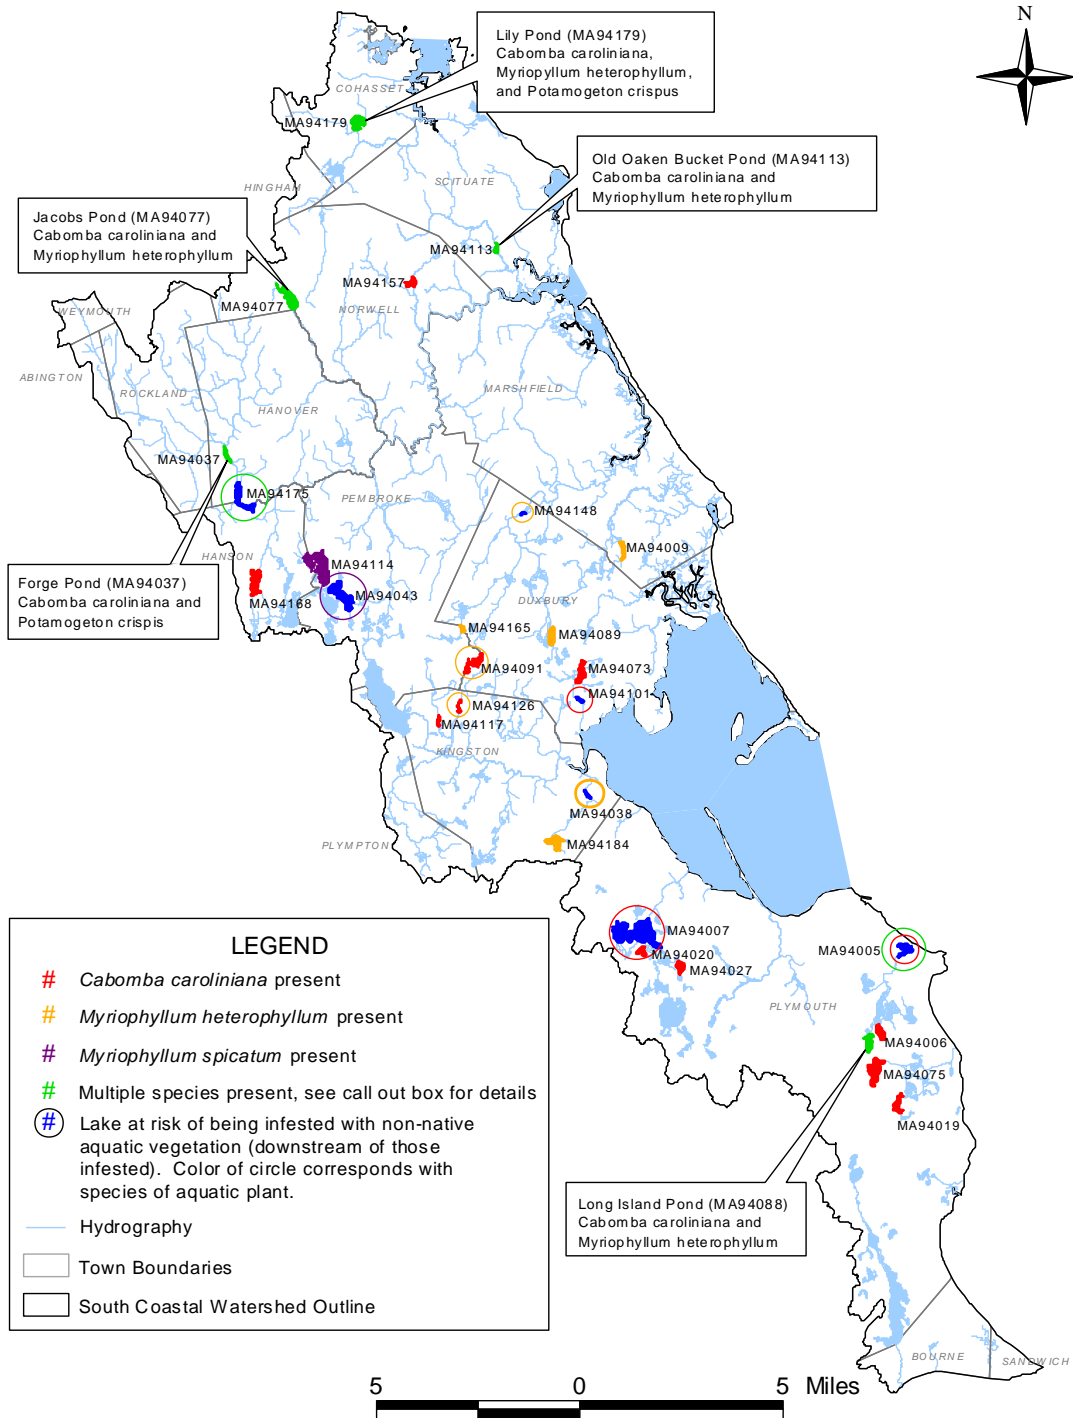 N
Lily Pond (MA94179)
Cabomba caroliniana,
Myriopyllum heterophyllum,
and Potamogeton crispus
COHASSET
MA94179
Old Oaken Bucket Pond (MA94113)
Cabomba caroliniana and
Myriophyllum heterophyllum
SCITUATE
HINGHAM
Jacobs Pond (MA94077)
Cabomba caroliniana and
Myriophyllum heterophyllum
MA94113
MA94157
MA94077
NORWELL
WEYMOUTH
ABINGTON
ROCKLAND
HANOVER
MARSHFIELD
MA94037
MA94175
PEMBROKE
MA94148
MA94009
HANSON
MA94114
MA94168
MA94043
DUXBURY
Forge Pond (MA94037)
Cabomba caroliniana and
Potamogeton crispis
MA94165
MA94089
MA94091
MA94073
MA94101
MA94126
MA94117
KINGSTON
MA94038
PLYMPTON
MA94184
MA94007
MA94005
MA94020
MA94027
PLYMOUTH
MA94006
MA94075
MA94019
Long Island Pond (MA94088)
Cabomba caroliniana and
Myriophyllum heterophyllum
LEGEND
# Cabomba caroliniana present
# Myriophyllum heterophyllum present
# Myriophyllum spicatum present
# Multiple species present, see call out box for details
# Lake at risk of being infested with non-native
aquatic vegetation (downstream of those
infested). Color of circle corresponds with
species of aquatic plant.
Hydrography
Town Boundaries
South Coastal Watershed Outline
BOURNE
SANDWICH
5 0 5 Miles